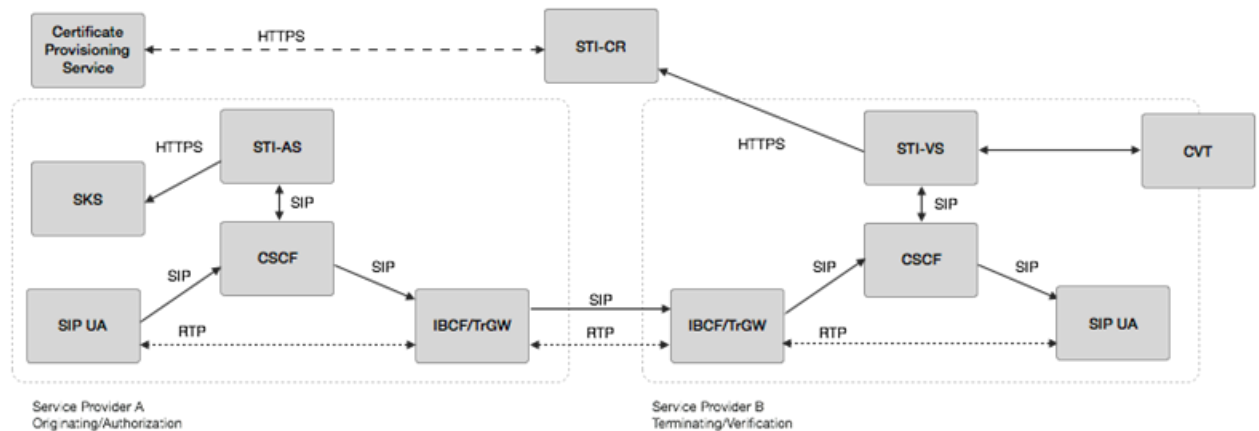 Certificate
Provisioning
Service
HTTPS
STI-CR
HTTPS
STI-AS
HTTPS
STI-VS
CVT
SKS
SIP
SIP
CSCF
CSCF
SIP
SIP
SIP
SIP
SIP UA
IBCF/TrGW
SIP
IBCF/TrGW
SIP UA
RTP
RTP
RTP
Service Provider A
Originating/Authorization
Service Provider B
Terminating/Verification